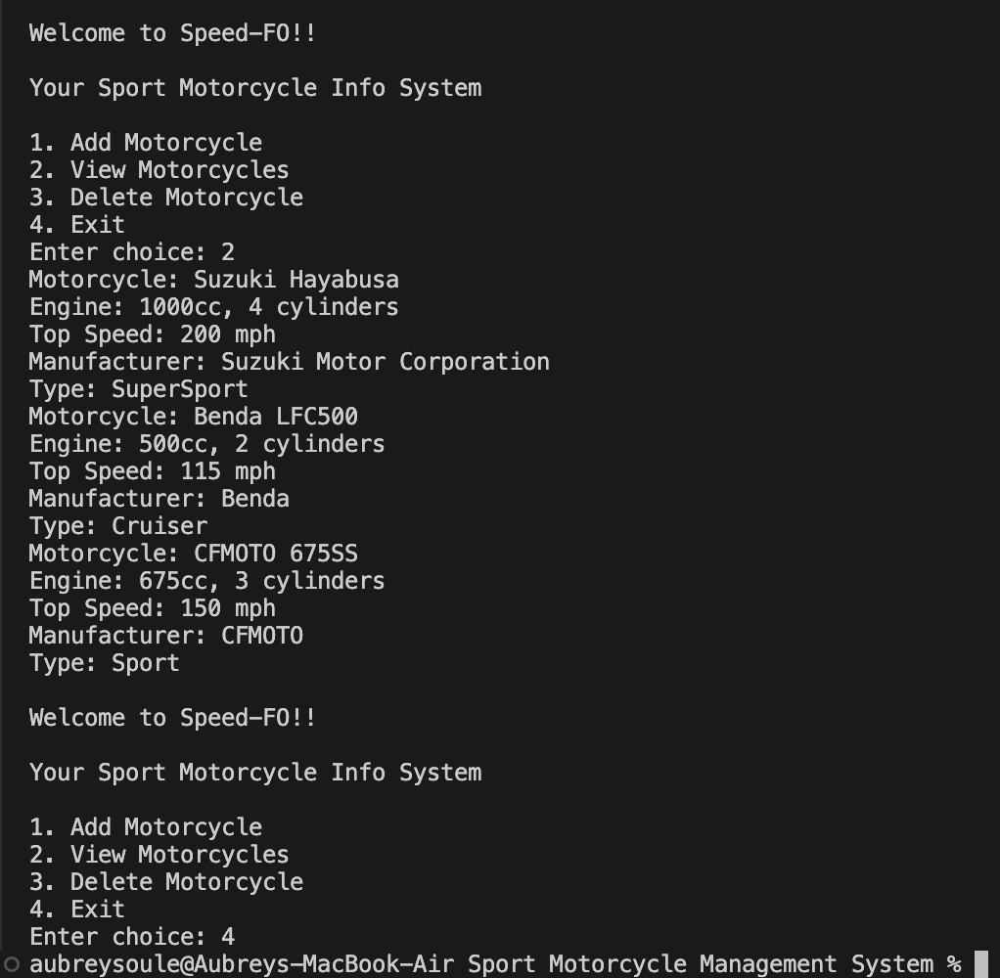 Welcome to Speed-FO!!
Your Sport Motorcycle Info System
1. Add Motorcycle
2. View Motorcycles
3. Delete Motorcycle
4. Exit
Enter choice: 2
Motorcycle: Suzuki Hayabusa
Engine: 1000cc, 4 cylinders
Top Speed: 200 mph
Manufacturer: Suzuki Motor Corporation
Type: SuperSport
Motorcycle: Benda LFC500
Engine: 500cc, 2 cylinders
Top Speed: 115 mph
Manufacturer: Benda
Type: Cruiser
Motorcycle: CFMOTO 675SS
Engine: 675cc, 3 cylinders
Top Speed: 150 mph
Manufacturer: CFMOTO
Type: Sport
Welcome to Speed-FO!!
Your Sport Motorcycle Info System
1. Add Motorcycle
2. View Motorcycles
3. Delete Motorcycle
4. Exit
Enter choice: 4
aubreysoule@Aubreys-MacBook-Air Sport Motorcycle Management System %